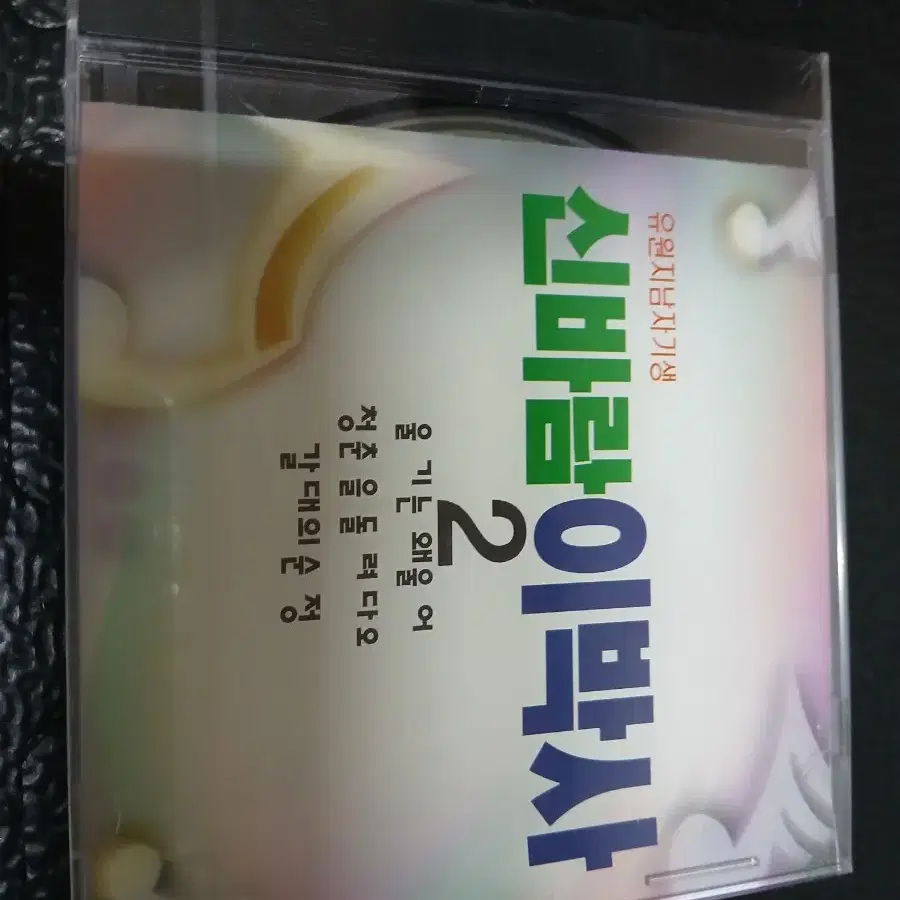 유원지남자기생
신바람이박사
2
울 기는 왜울 어
청춘을돌 려다오
갈대의순 정